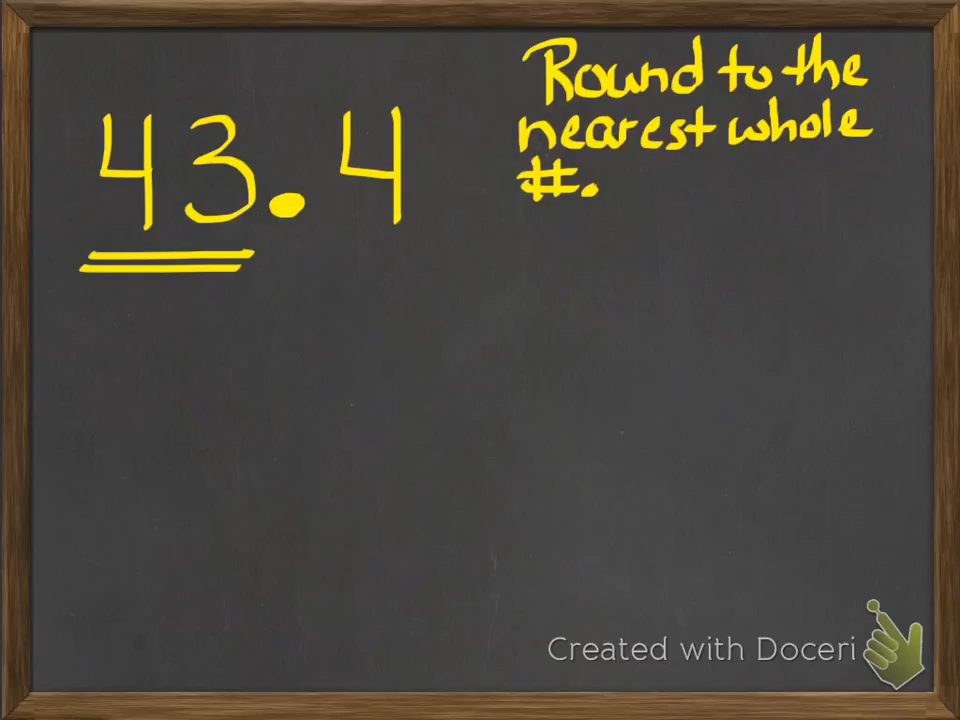 43.4
Round to the
nearest whole
#.
Created with Doceri